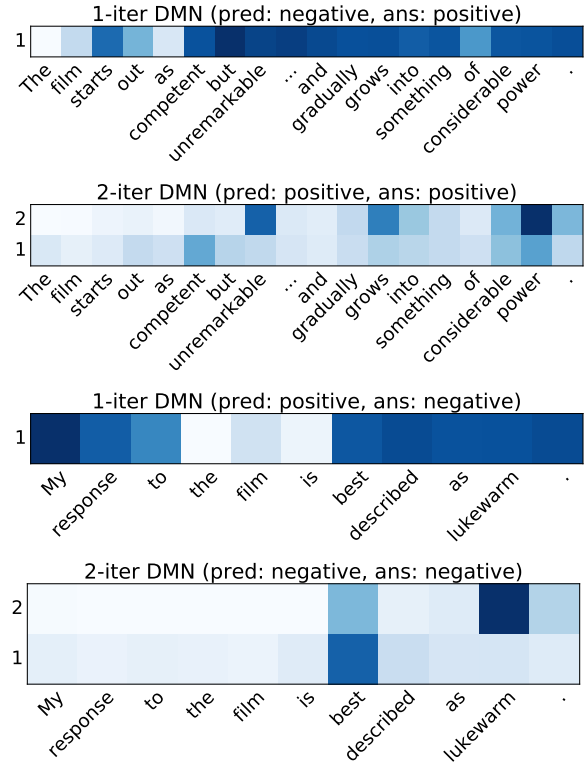 1-iter DMN (pred: negative, ans: positive)
1
The film starts out as competent but unremarkable ... and gradually grows into something of considerable power .
2-iter DMN (pred: positive, ans: positive)
2
1
The film starts out as competent but unremarkable ... and gradually grows into something of considerable power .
1-iter DMN (pred: positive, ans: negative)
1
My response to the film is best described as lukewarm .
2-iter DMN (pred: negative, ans: negative)
2
1
My response to the film is best described as lukewarm .